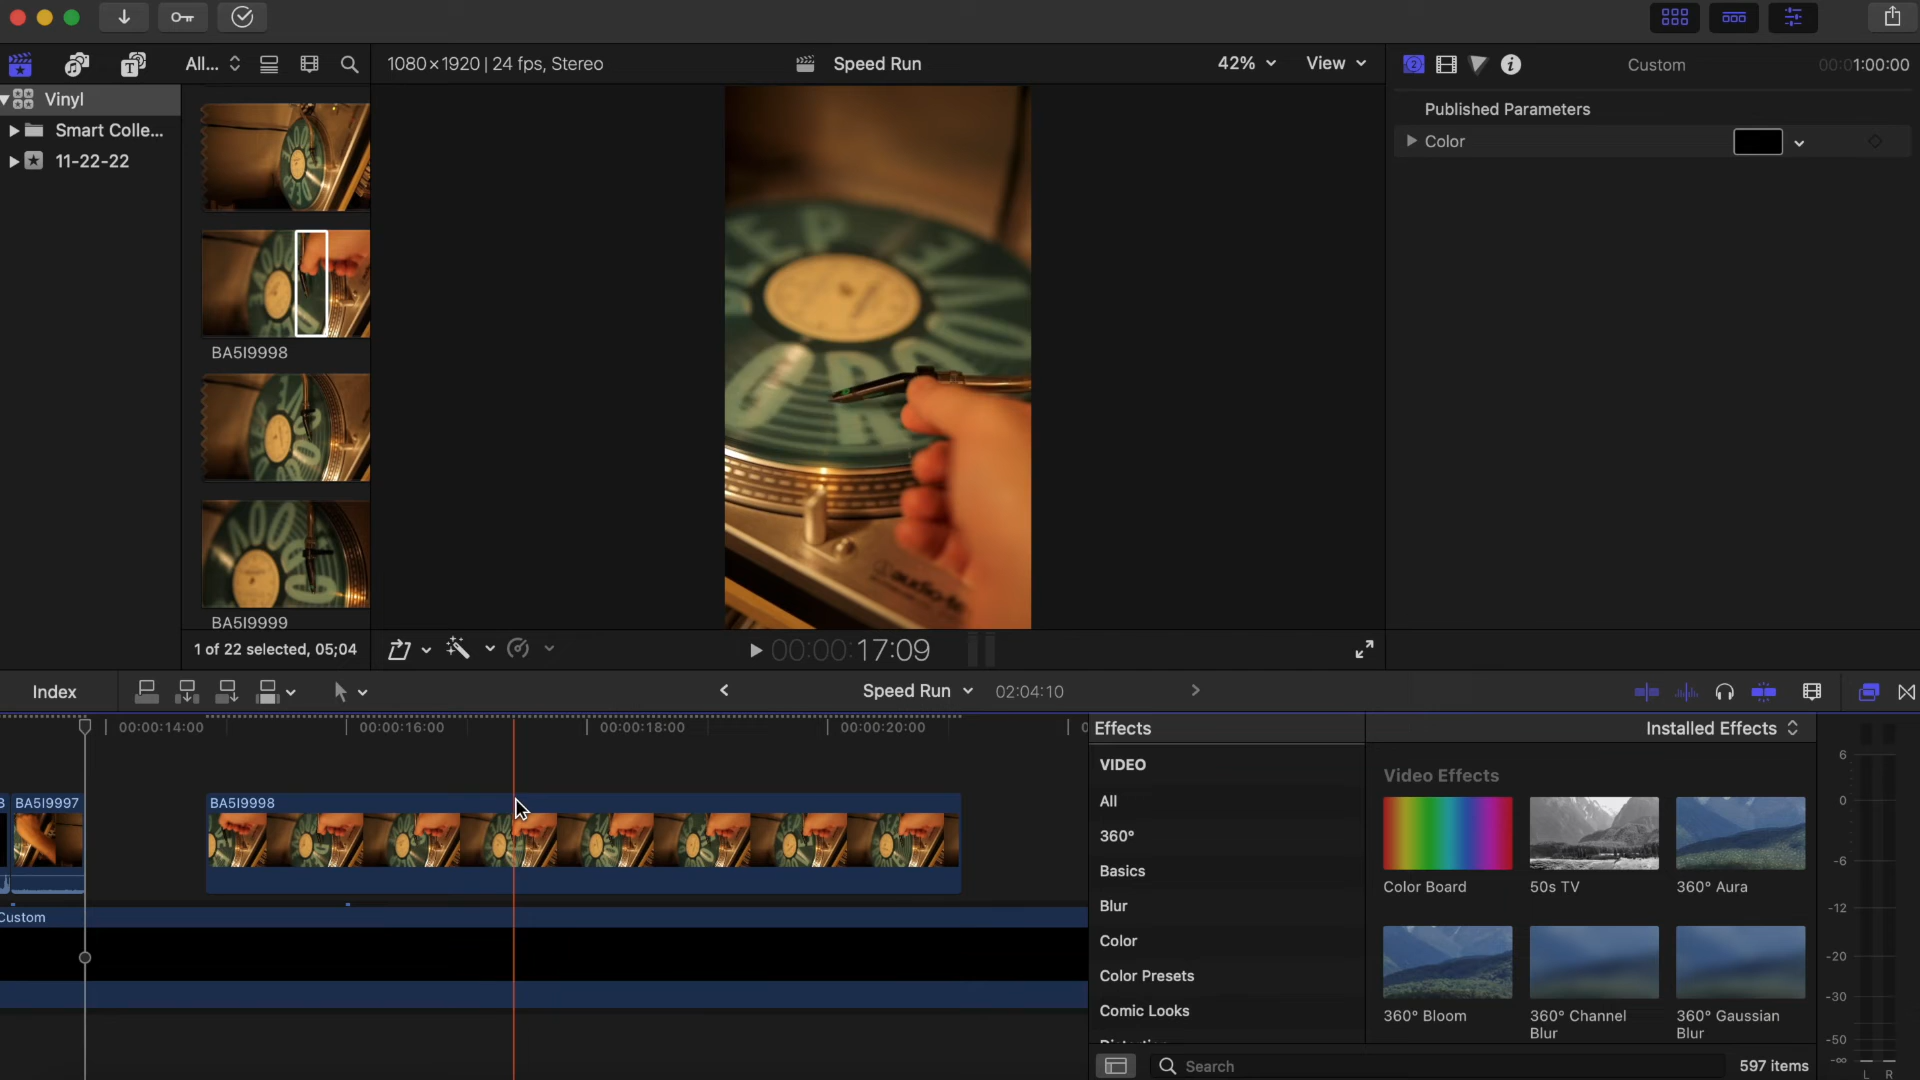 All...
1080×1920 | 24 fps, Stereo
Speed Run
42%
View
Custom
00:01:00:00
Vinyl
Smart Colle...
11-22-22
Published Parameters
Color
BA5I9998
BA5I9999
1 of 22 selected, 05;04
00:00:17:09
Index
Speed Run
02:04:10
00:00:14:00
00:00:16:00
00:00:18:00
00:00:20:00
Effects
Installed Effects
VIDEO
All
360°
Basics
Blur
Color
Color Presets
Comic Looks
Video Effects
Color Board
50s TV
360° Aura
360° Bloom
360° Channel
Blur
360° Gaussian
Blur
BA5I9997
BA5I9998
Custom
6
0
-6
-12
-20
-30
-50
-∞
L R
Search
597 items